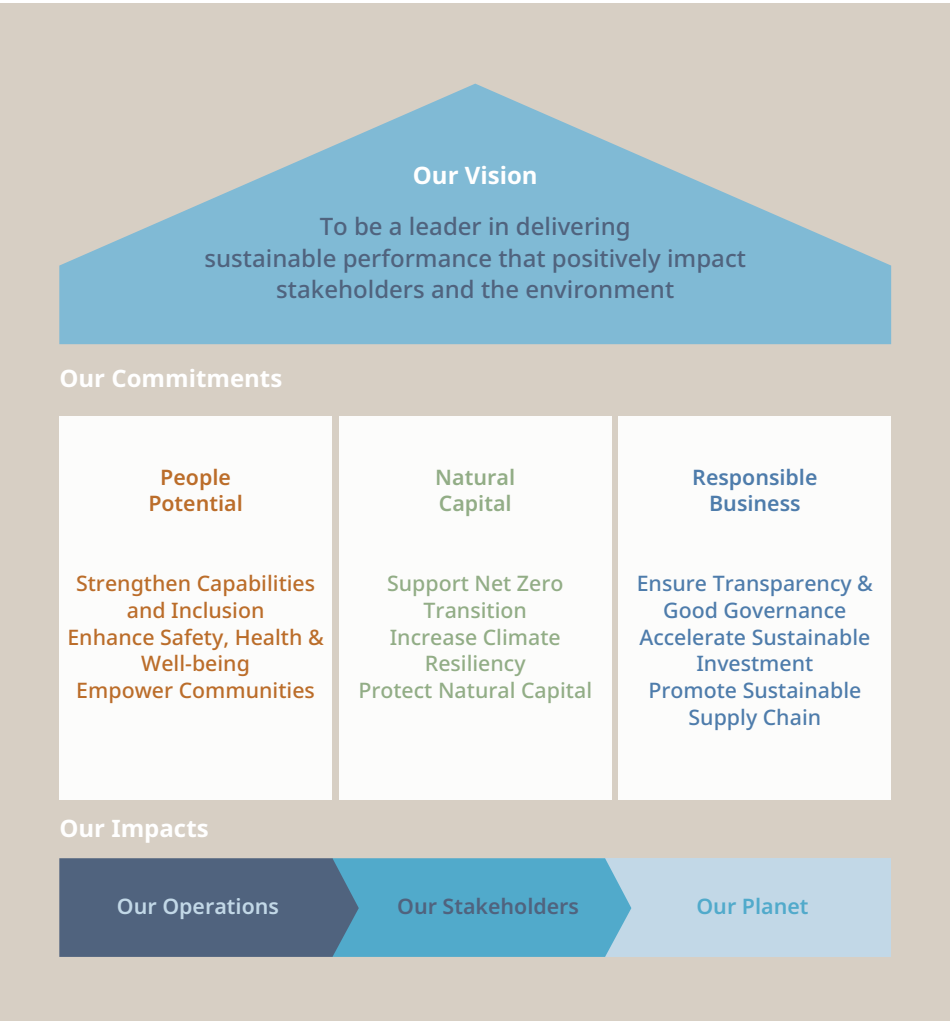 Our Vision
To be a leader in delivering
sustainable performance that positively impact
stakeholders and the environment
Our Commitments
People
Potential
Strengthen Capabilities
and Inclusion
Enhance Safety, Health &
Well-being
Empower Communities
Natural
Capital
Support Net Zero
Transition
Increase Climate
Resiliency
Protect Natural Capital
Responsible
Business
Ensure Transparency &
Good Governance
Accelerate Sustainable
Investment
Promote Sustainable
Supply Chain
Our Impacts
Our Operations
Our Stakeholders
Our Planet